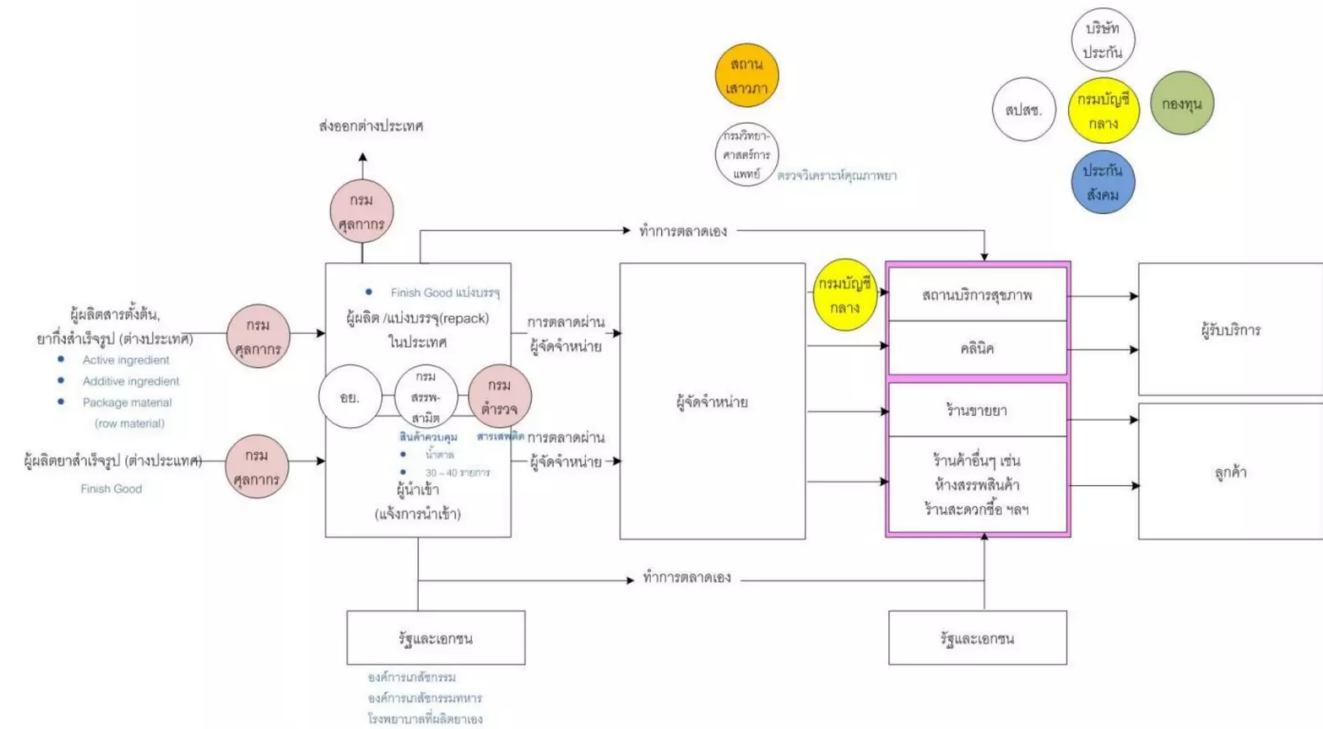 บริษัท
ประกัน
สถาน
เสาวภา
สปสช.
กรมบัญชี
กลาง
กองทุน
ส่งออกต่างประเทศ
กรมวิทยา-
ศาสตร์การ
แพทย์
ตรวจวิเคราะห์คุณภาพยา
ประกัน
สังคม
กรม
ศุลกากร
ทำการตลาดเอง
ผู้ผลิตสารตั้งต้น,
ยากึ่งสำเร็จรูป (ต่างประเทศ)
Active ingredient
Additive ingredient
Package material
(row material)
กรม
ศุลกากร
Finish Good แบ่งบรรจุ
ผู้ผลิต /แบ่งบรรจุ(repack)
ในประเทศ
การตลาดผ่าน
ผู้จัดจำหน่าย
ผู้จัดจำหน่าย
กรมบัญชี
กลาง
สถานบริการสุขภาพ
คลินิค
ผู้รับบริการ
อย.
กรม
สรรพ-
สามิต
กรม
ตำรวจ
สินค้าควบคุม
น้ำตาล
30 – 40 รายการ
สารเสพติด
การตลาดผ่าน
ผู้จัดจำหน่าย
ร้านขายยา
ร้านค้าอื่นๆ เช่น
ห้างสรรพสินค้า
ร้านสะดวกซื้อ ฯลฯ
ลูกค้า
ผู้ผลิตยาสำเร็จรูป (ต่างประเทศ)
Finish Good
กรม
ศุลกากร
ผู้นำเข้า
(แจ้งการนำเข้า)
ทำการตลาดเอง
รัฐและเอกชน
รัฐและเอกชน
องค์การเภสัชกรรม
องค์การเภสัชกรรมทหาร
โรงพยาบาลที่ผลิตยาเอง